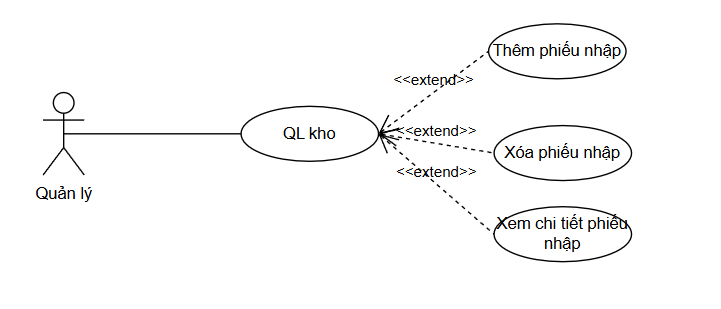 Thêm phiếu nhập
<<extend>>
QL kho
<<extend>>
Xóa phiếu nhập
<<extend>>
Quản lý
Xem chi tiết phiếu
nhập